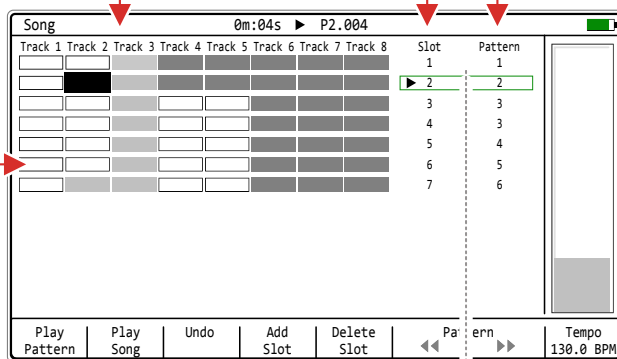 Song 0m:04s ▶ P2.004
Track 1 Track 2 Track 3 Track 4 Track 5 Track 6 Track 7 Track 8 Slot Pattern
1 1
▶ 2 2
3 3
4 3
5 4
6 5
7 6
Play Pattern
Play Song
Undo
Add Slot
Delete Slot
Pattern
Tempo
130.0 BPM